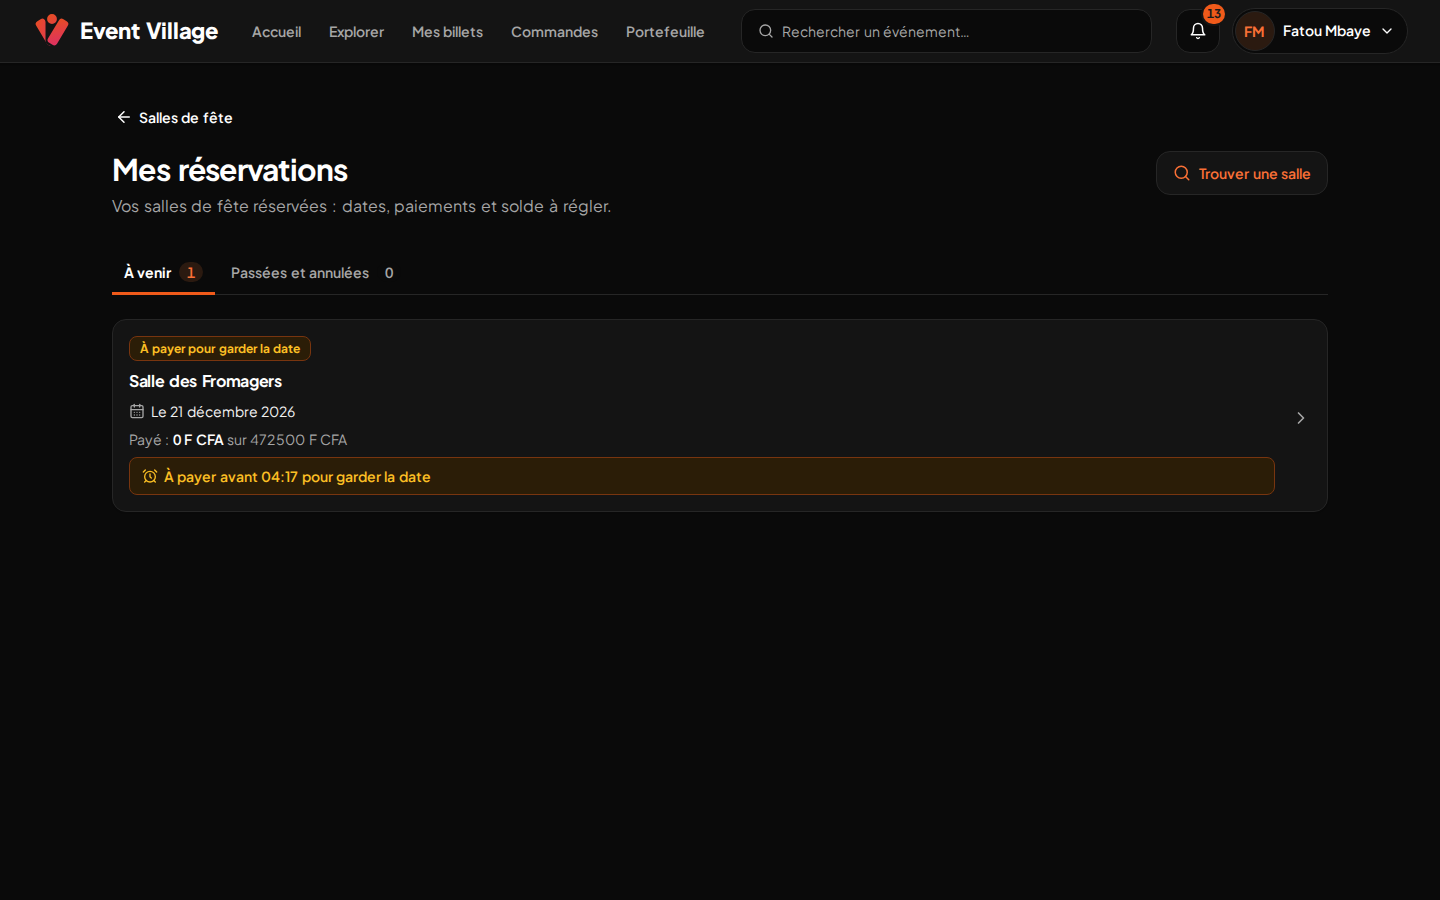 Event Village
Accueil
Explorer
Mes billets
Commandes
Portefeuille
Rechercher un événement...
13
FM
Fatou Mbaye
Salles de fête
Mes réservations
Trouver une salle
Vos salles de fête réservées : dates, paiements et solde à régler.
À venir 1
Passées et annulées 0
À payer pour garder la date
Salle des Fromagers
Le 21 décembre 2026
Payé : 0 F CFA sur 472500 F CFA
À payer avant 04:17 pour garder la date